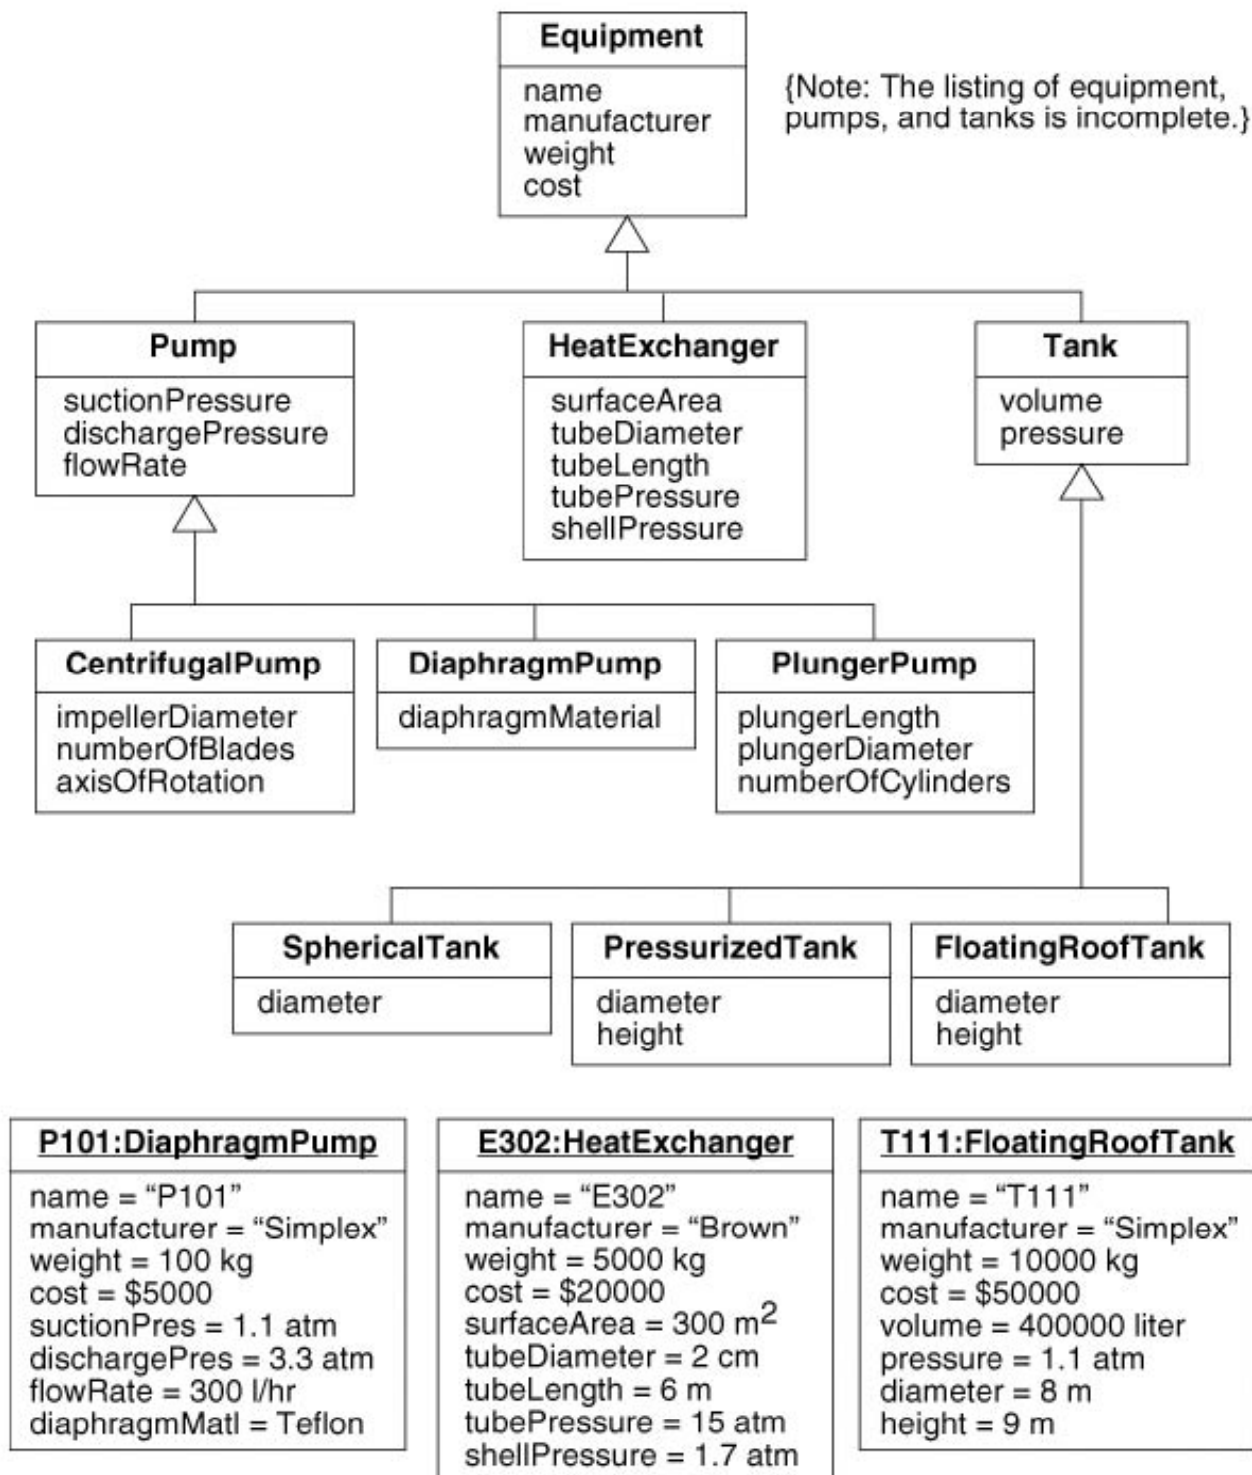 Equipment
name
manufacturer
weight
cost
{Note: The listing of equipment,
pumps, and tanks is incomplete.}
Pump
suctionPressure
dischargePressure
flowRate
HeatExchanger
surfaceArea
tubeDiameter
tubeLength
tubePressure
shellPressure
Tank
volume
pressure
CentrifugalPump
impellerDiameter
numberOfBlades
axisOfRotation
DiaphragmPump
diaphragmMaterial
PlungerPump
plungerLength
plungerDiameter
numberOfCylinders
SphericalTank
diameter
PressurizedTank
diameter
height
FloatingRoofTank
diameter
height
P101:DiaphragmPump
name = “P101”
manufacturer = “Simplex”
weight = 100 kg
cost = $5000
suctionPres = 1.1 atm
dischargePres = 3.3 atm
flowRate = 300 l/hr
diaphragmMatl = Teflon
E302:HeatExchanger
name = “E302”
manufacturer = “Brown”
weight = 5000 kg
cost = $20000
surfaceArea = 300 m²
tubeDiameter = 2 cm
tubeLength = 6 m
tubePressure = 15 atm
shellPressure = 1.7 atm
T111:FloatingRoofTank
name = “T111”
manufacturer = “Simplex”
weight = 10000 kg
cost = $50000
volume = 400000 liter
pressure = 1.1 atm
diameter = 8 m
height = 9 m